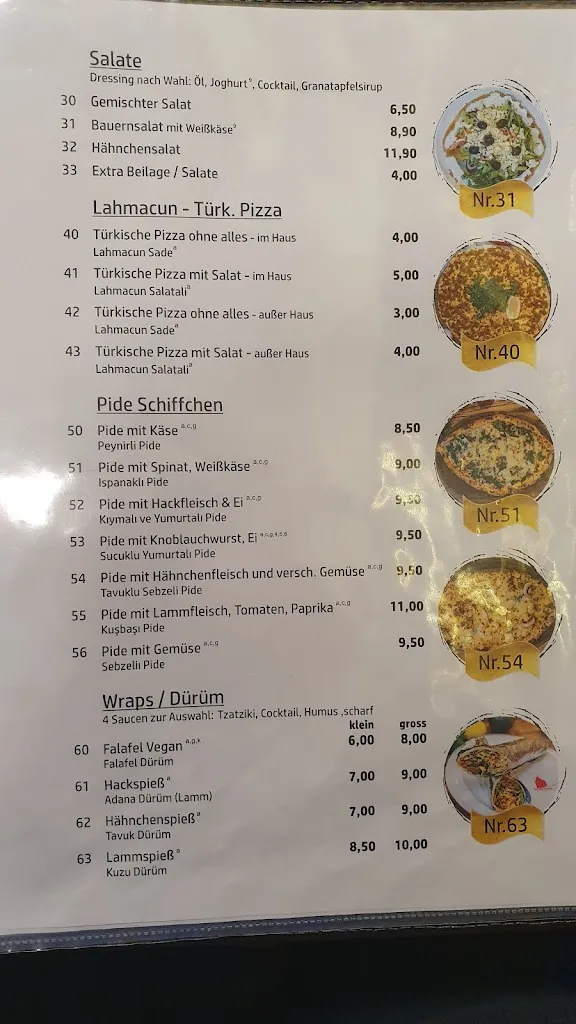 Salate
Dressing nach Wahl: Öl, Joghurt⁹, Cocktail, Granatapfelsirup
30 Gemischter Salat 6,50
31 Bauernsalat mit Weißkäse⁹ 8,90
32 Hähnchensalat 11,90
33 Extra Beilage / Salate 4,00
Nr.31
Lahmacun - Türk. Pizza
40 Türkische Pizza ohne alles - im Haus 4,00
Lahmacun Sade ª
41 Türkische Pizza mit Salat - im Haus 5,00
Lahmacun Salatali ª
42 Türkische Pizza ohne alles - außer Haus 3,00
Lahmacun Sade ª
43 Türkische Pizza mit Salat - außer Haus 4,00
Lahmacun Salatali ª
Nr.40
Pide Schiffchen
50 Pide mit Käse a,c,g 8,50
Peynirli Pide
51 Pide mit Spinat, Weißkäse a,c,g 9,00
Ispanaklı Pide
52 Pide mit Hackfleisch & Ei a,c,g 9,50
Kıymalı ve Yumurtalı Pide
53 Pide mit Knoblauchwurst, Ei 9,50
Sucuklu Yumurtalı Pide
54 Pide mit Hähnchenfleisch und versch. Gemüse a,c,g 9,50
Tavuklu Sebzeli Pide
55 Pide mit Lammfleisch, Tomaten, Paprika a,c,g 11,00
Kuşbaşı Pide
56 Pide mit Gemüse a,c,g 9,50
Sebzelii Pide
Nr.51
Nr.54
Wraps / Dürüm
4 Saucen zur Auswahl: Tzatziki, Cocktail, Humus ,scharf
klein gross
60 Falafel Vegan a,g,k 6,00 8,00
Falafel Dürüm
61 Hackspieß ª 7,00 9,00
Adana Dürüm (Lamm)
62 Hähnchenspieß ª 7,00 9,00
Tavuk Dürüm
63 Lammspieß ª 8,50 10,00
Kuzu Dürüm
Nr.63